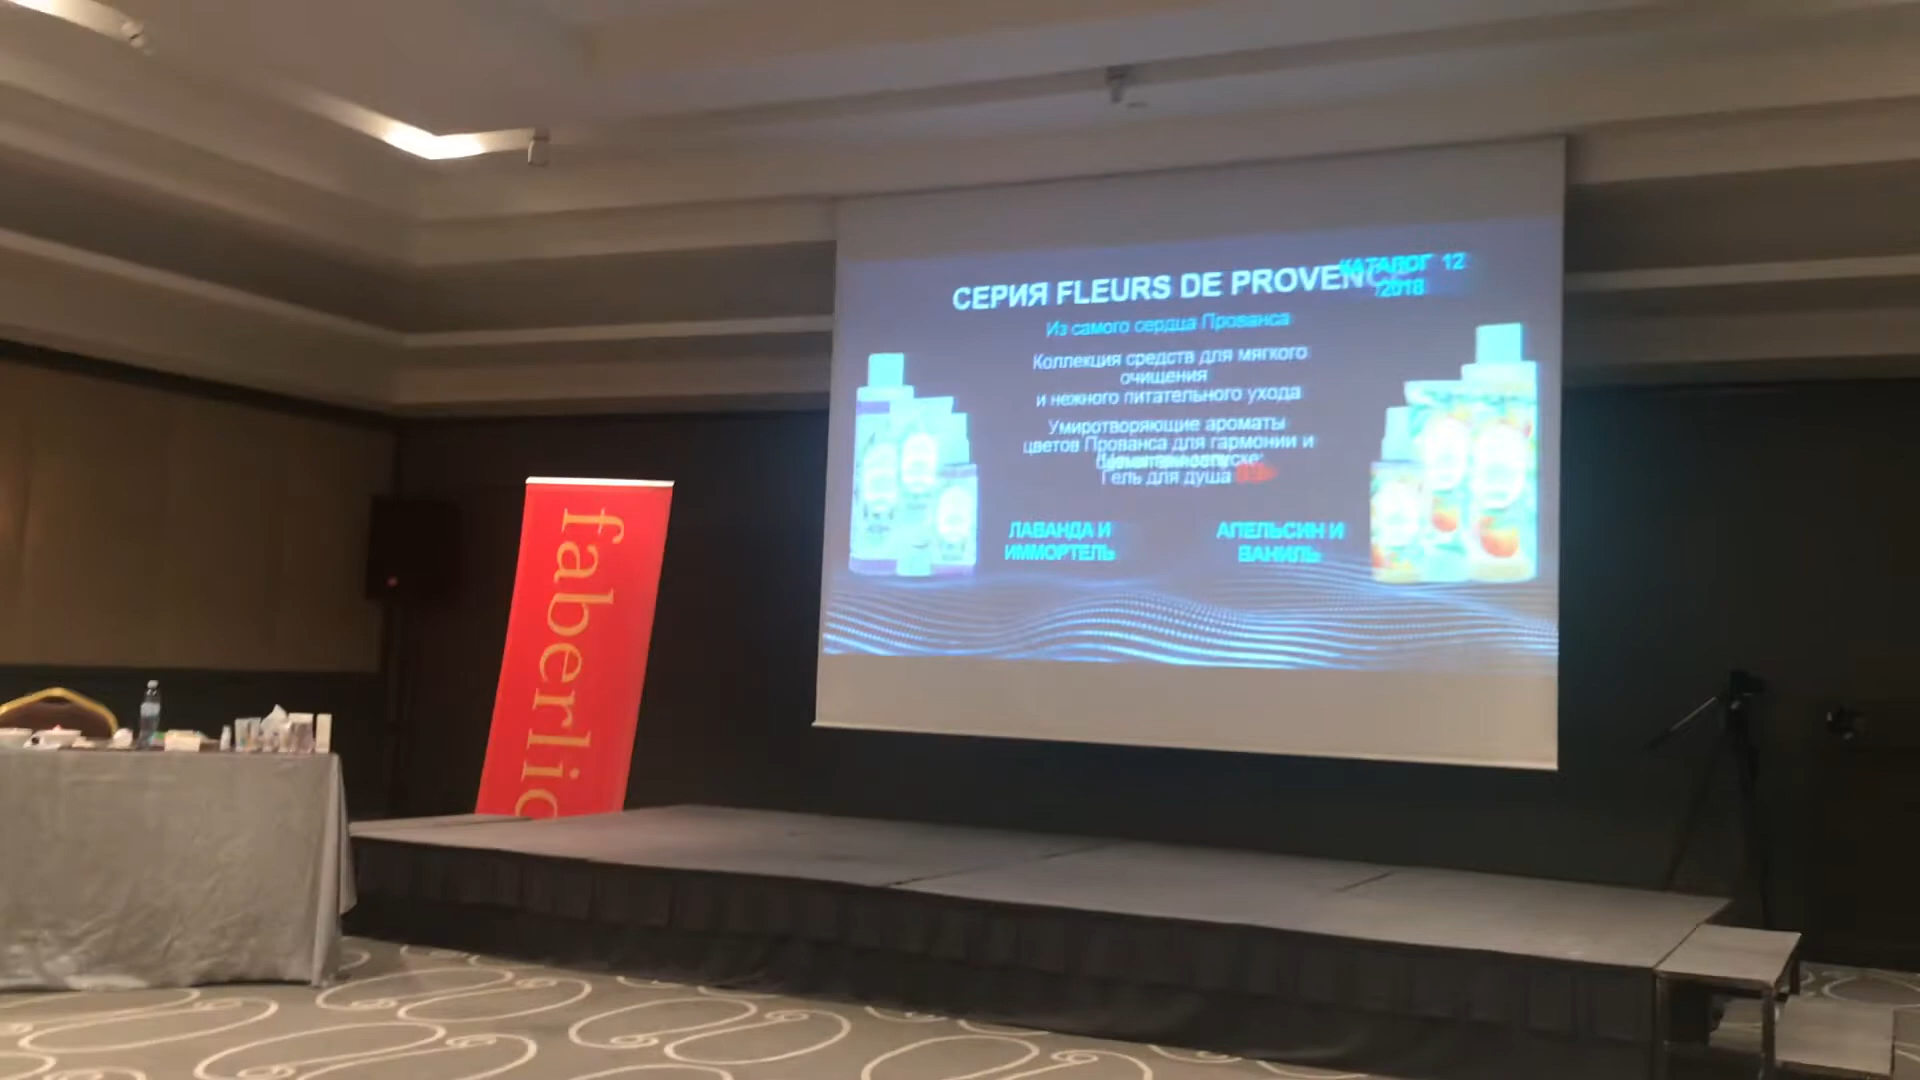 faberlic
СЕРИЯ FLEURS DE PROVENCE
КАТАЛОГ 12
/2018
Из самого сердца Прованса
Коллекция средств для мягкого
очищения
и нежного питательного ухода
Умиротворяющие ароматы
цветов Прованса для гармонии и
Гель для душа
ЛАВАНДА И
ИММОРТЕЛЬ
АПЕЛЬСИН И
ВАНИЛЬ